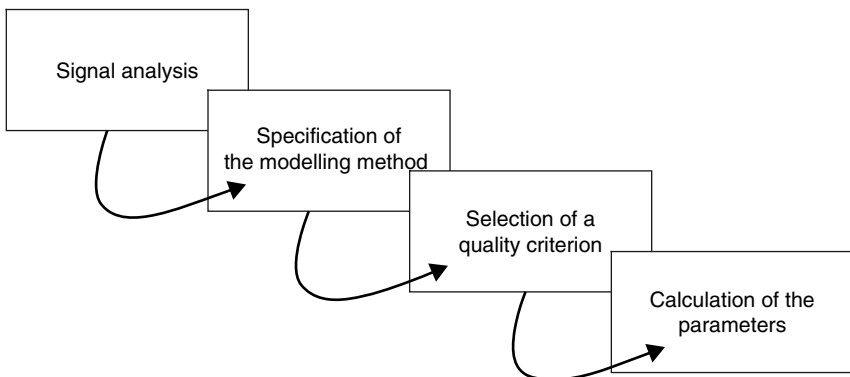 Signal analysis
Specification of
the modelling method
Selection of a
quality criterion
Calculation of the
parameters